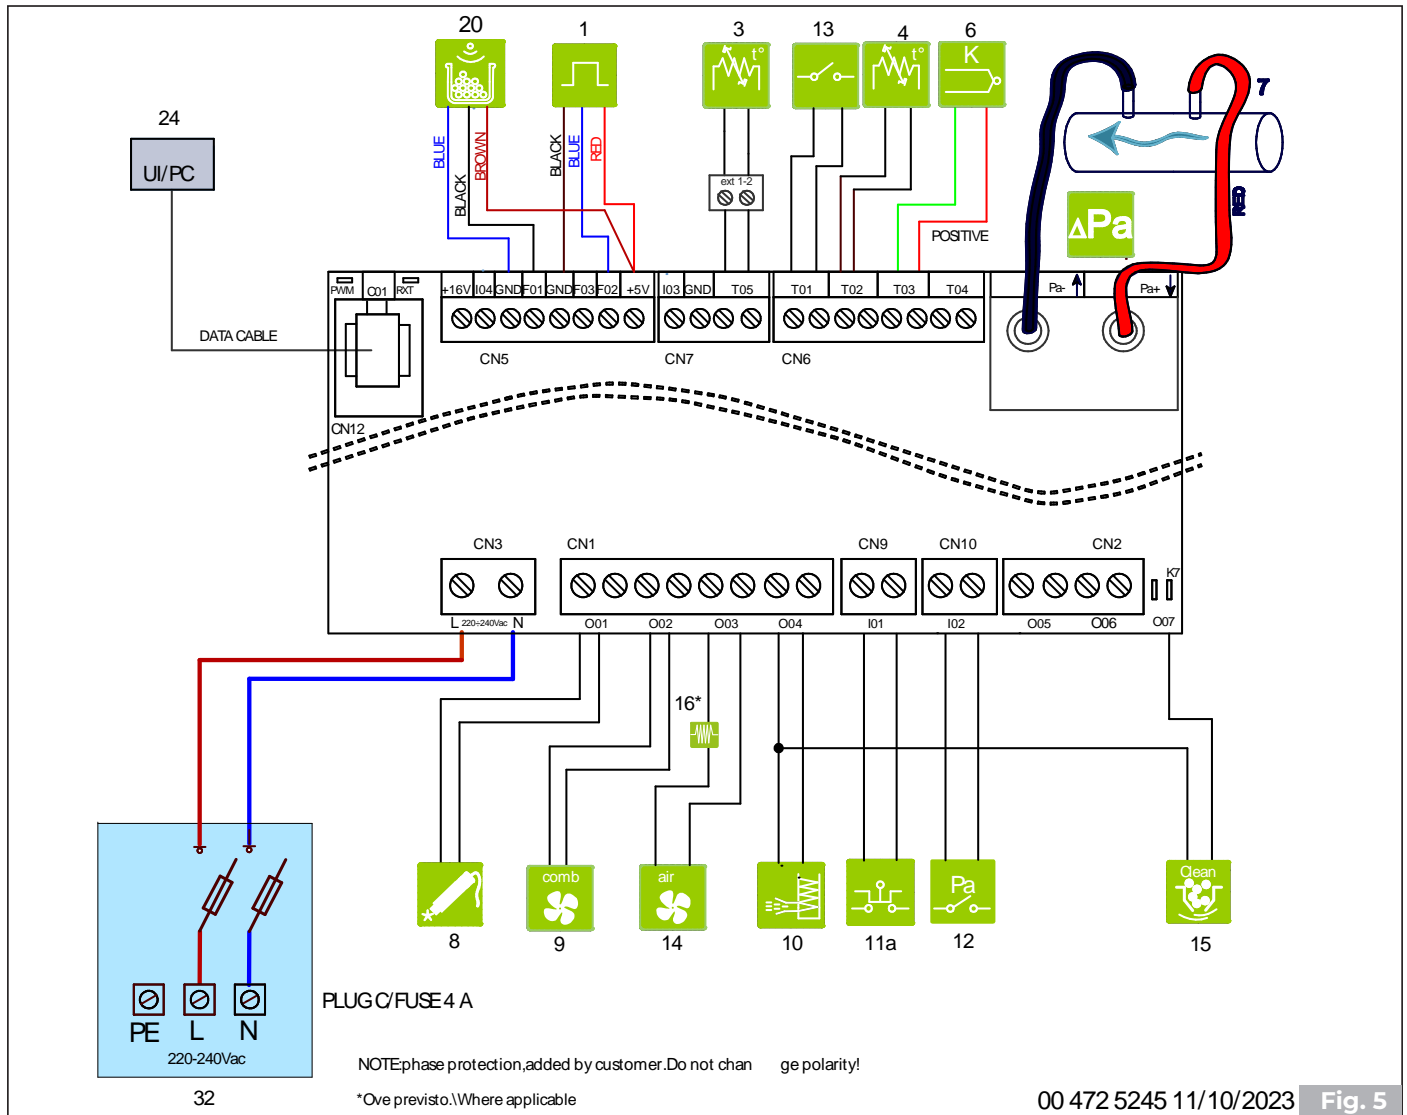 20 1 3 13 4 6
t° t° K
7
24
UI/PC
BLUE
BLACK
BROWN
BLACK
BLUE
RED
ext 1-2
POSITIVE
RED
ΔPa
PWM C01 RXT
+16V I04 GND F01 GND F03 F02 +5V
I03 GND T05
T01 T02 T03 T04
Pa- Pa+
DATA CABLE
CN5 CN7 CN6
CN12
CN3 CN1 CN9 CN10 CN2
K7
L 220÷240Vac N
O01 O02 O03 O04 I01 I02 O05 O06 O07
16*
comb air Pa Clean
8 9 14 10 11a 12 15
PLUG C/FUSE 4 A
PE L N
220-240Vac
32
NOTE:phase protection,added by customer.Do not chan ge polarity!
*Ove previsto.\Where applicable
00 472 5245 11/10/2023 Fig. 5